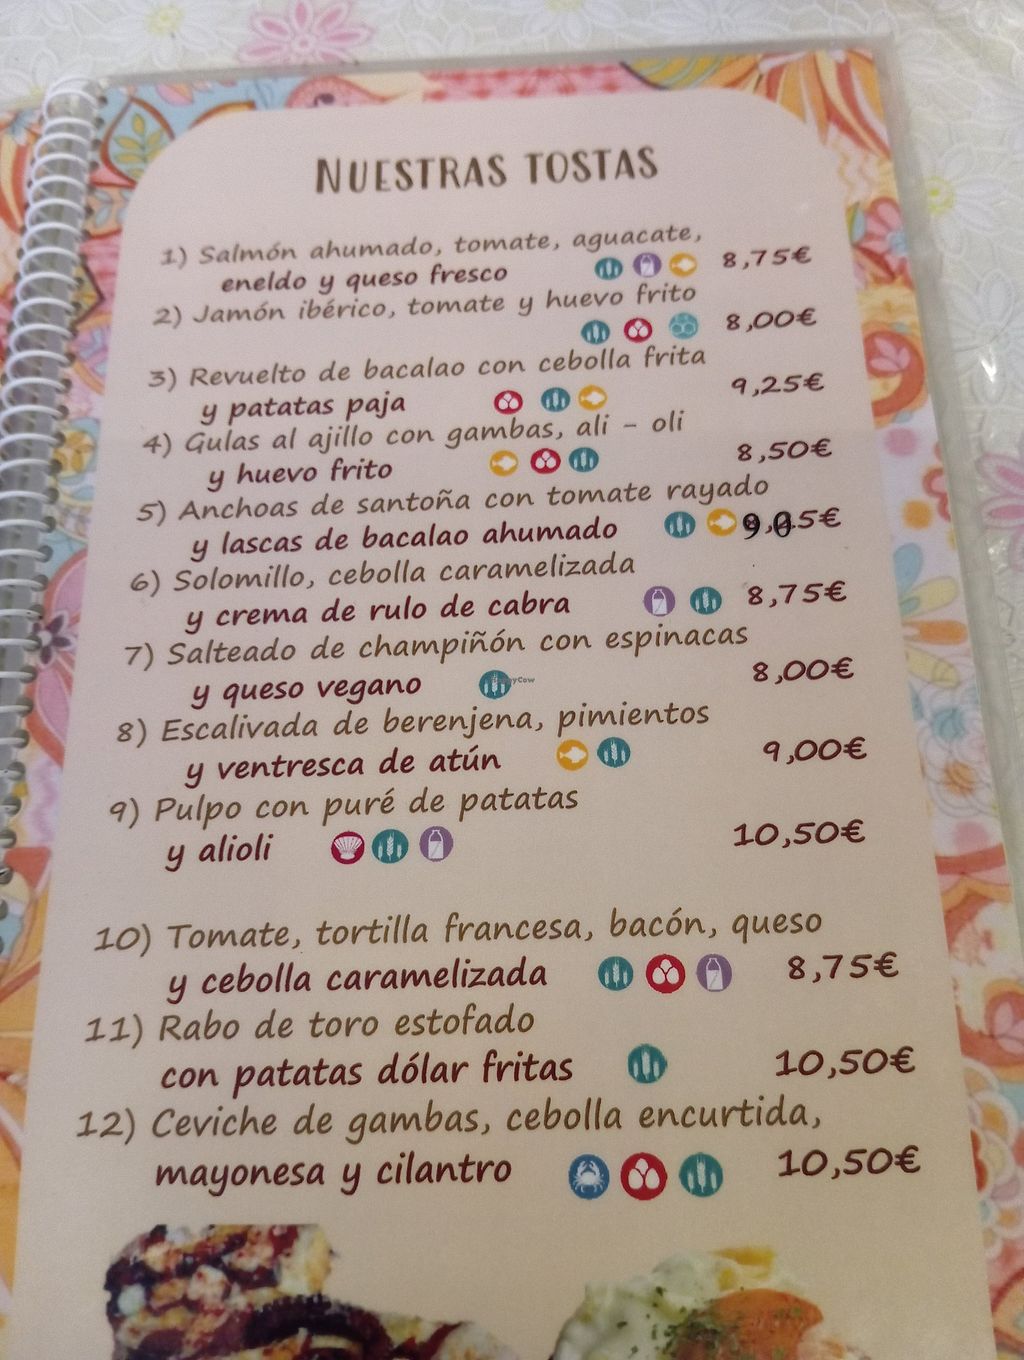 NUESTRAS TOSTAS
1) Salmón ahumado, tomate, aguacate,
eneldo y queso fresco 8,75€
2) Jamón ibérico, tomate y huevo frito
8,00€
3) Revuelto de bacalao con cebolla frita
y patatas paja 9,25€
4) Gulas al ajillo con gambas, ali - oli
y huevo frito 8,50€
5) Anchoas de santoña con tomate rayado
y lascas de bacalao ahumado
6) Solomillo, cebolla caramelizada
y crema de rulo de cabra 8,75€
7) Salteado de champiñón con espinacas
y queso vegano 8,00€
8) Escalivada de berenjena, pimientos
y ventresca de atún 9,00€
9) Pulpo con puré de patatas
y alioli 10,50€
10) Tomate, tortilla francesa, bacón, queso
y cebolla caramelizada 8,75€
11) Rabo de toro estofado
con patatas dólar fritas 10,50€
12) Ceviche de gambas, cebolla encurtida,
mayonesa y cilantro 10,50€